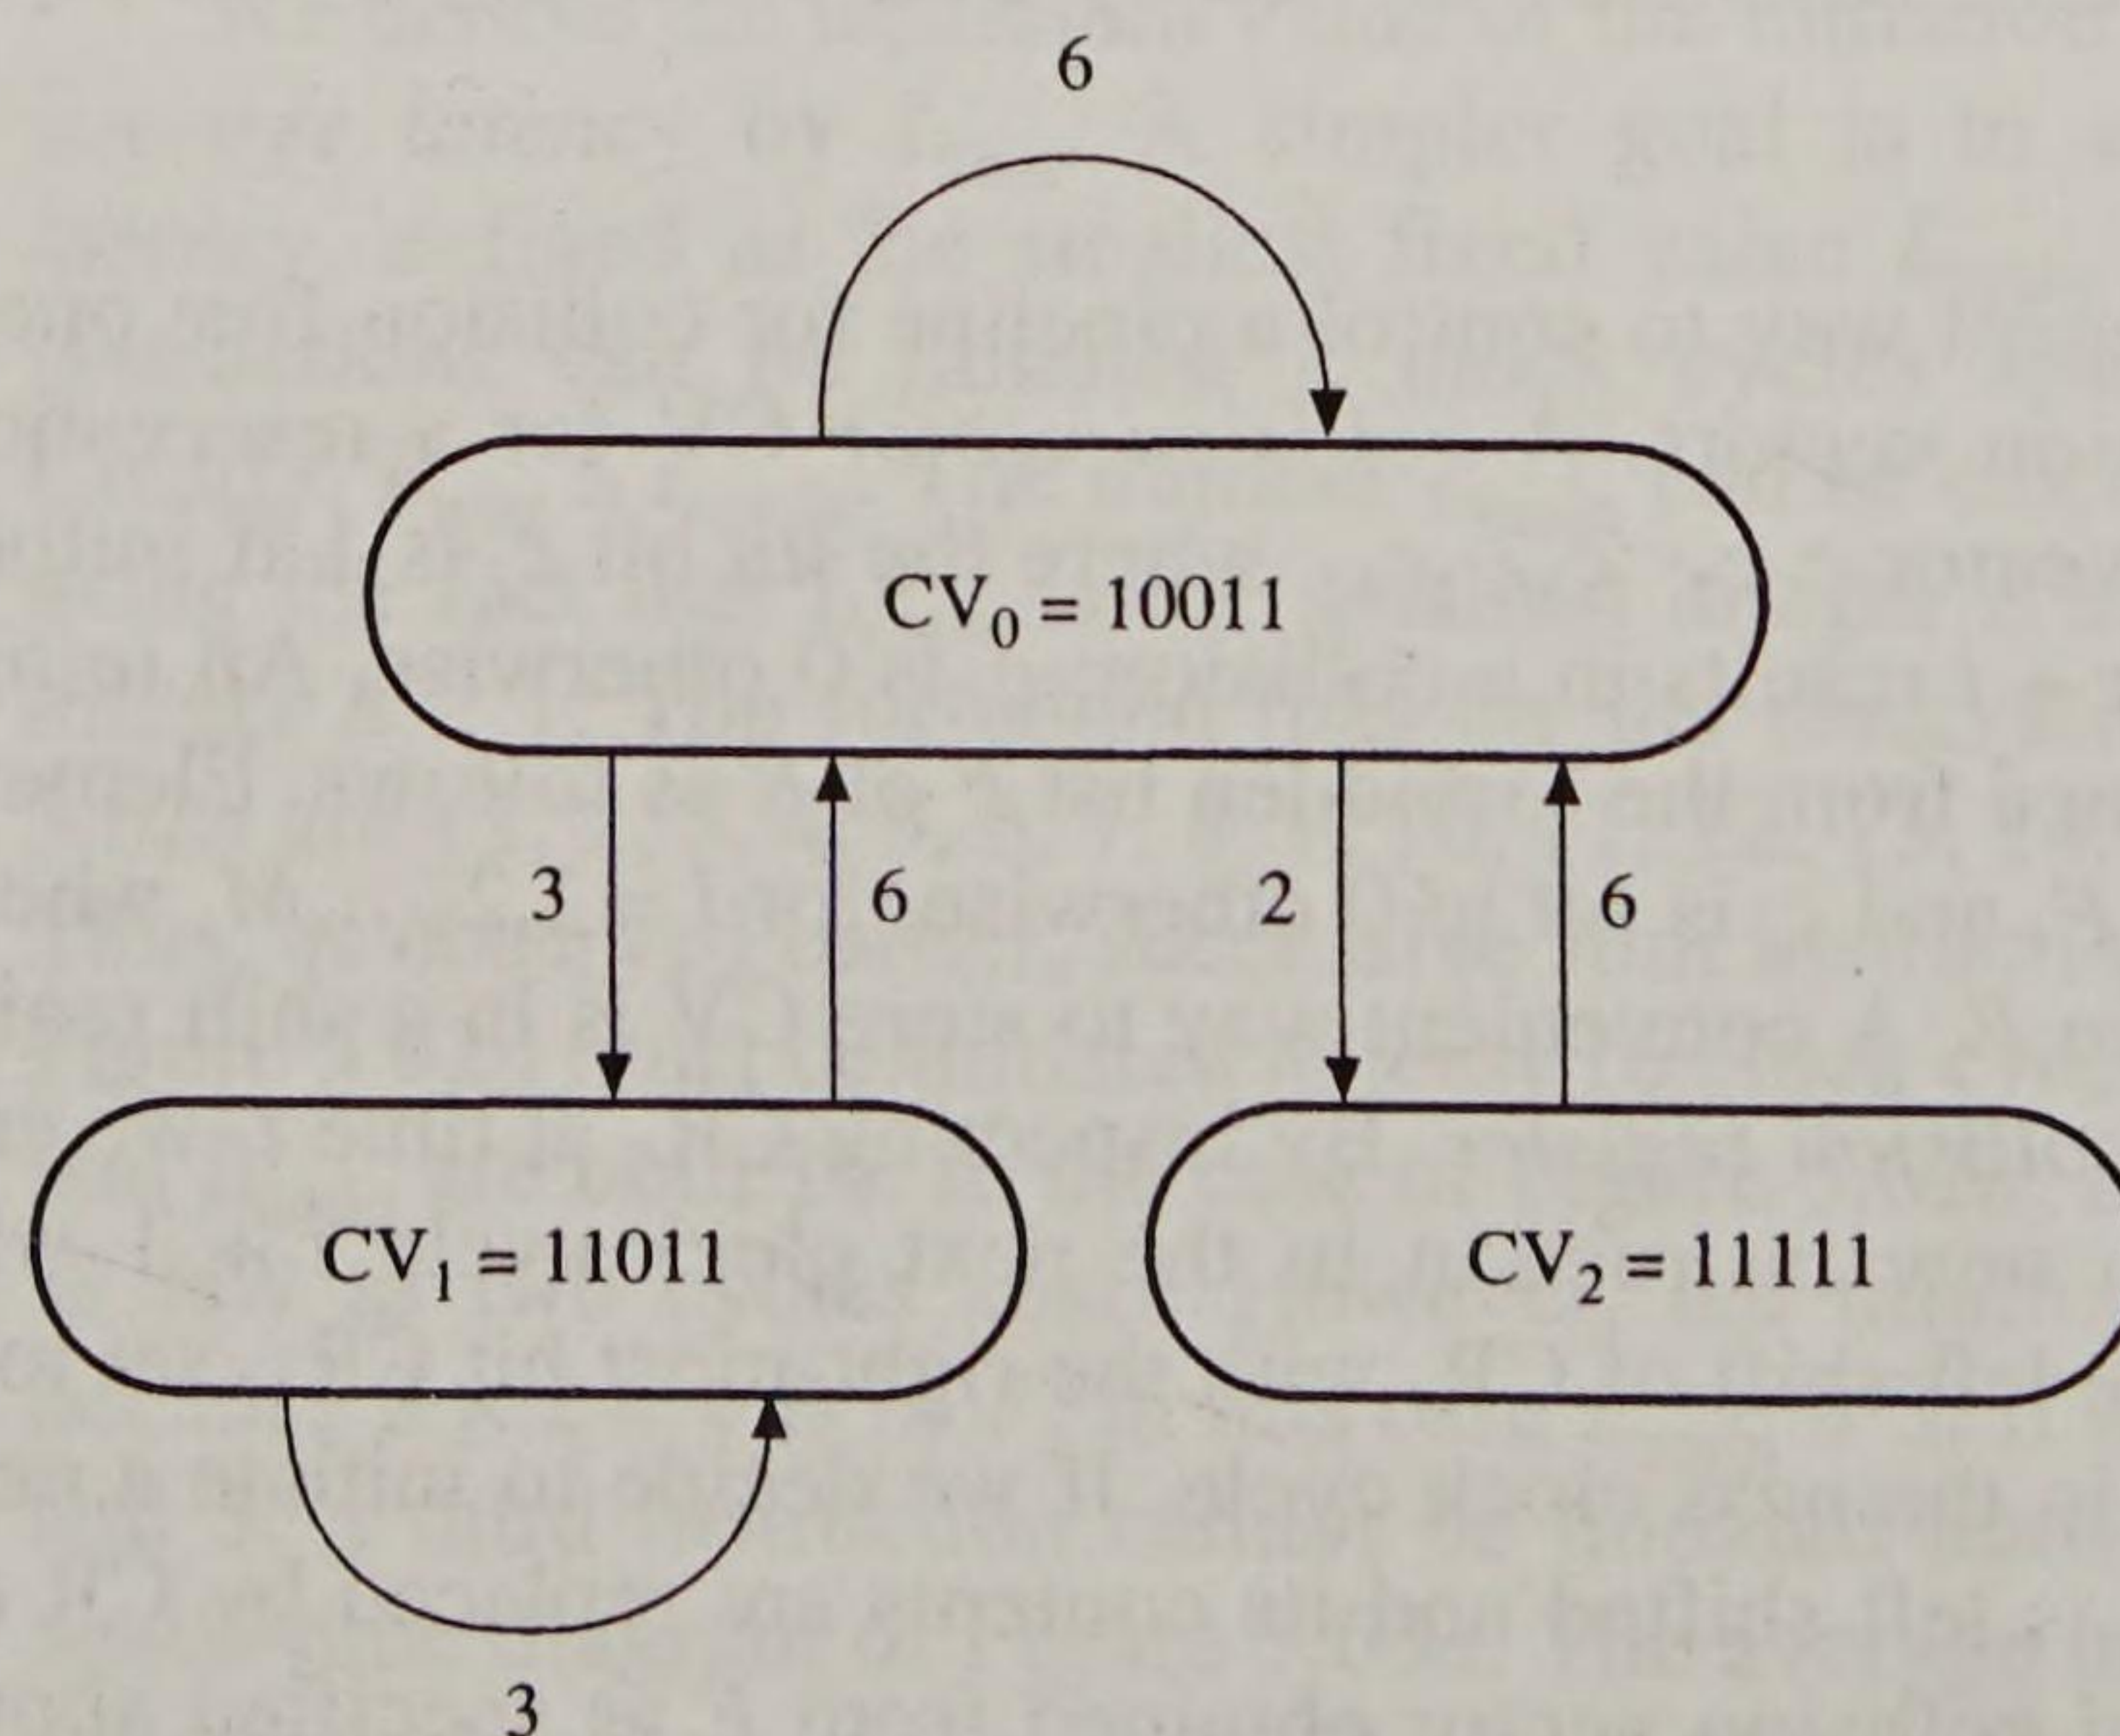 6
CV₀ = 10011
3 6 2 6
CV₁ = 11011
CV₂ = 11111
3